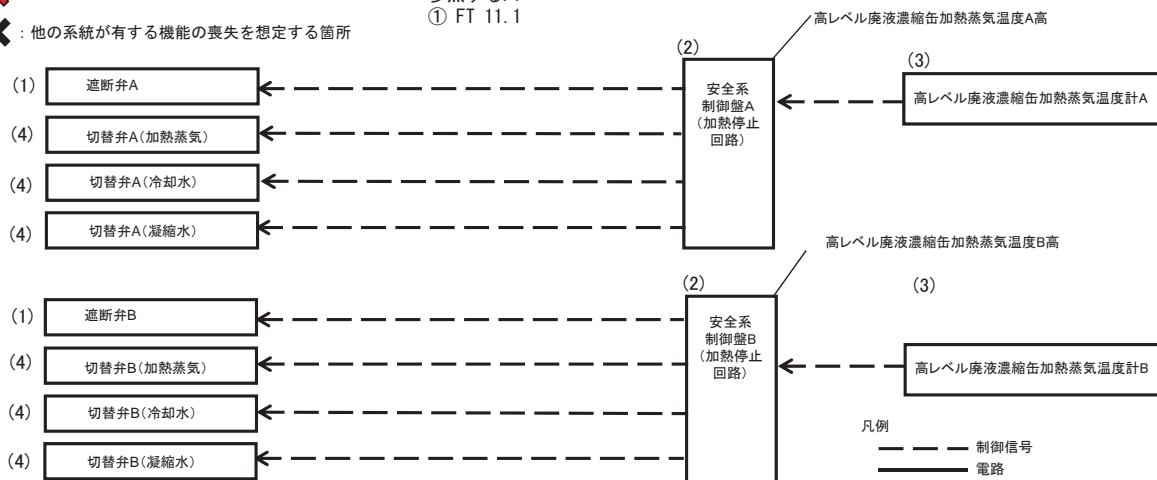 ① FT 11.1
：他の系統が有する機能の喪失を想定する箇所
高レベル廃液濃縮缶加熱蒸気温度A高
(1)
遮断弁A
(4)
切替弁A(加熱蒸気)
(4)
切替弁A(冷却水)
(4)
切替弁A(凝縮水)
(2)
安全系
制御盤A
(加熱停止
回路)
(3)
高レベル廃液濃縮缶加熱蒸気温度計A
高レベル廃液濃縮缶加熱蒸気温度B高
(1)
遮断弁B
(4)
切替弁B(加熱蒸気)
(4)
切替弁B(冷却水)
(4)
切替弁B(凝縮水)
(2)
安全系
制御盤B
(加熱停止
回路)
(3)
高レベル廃液濃縮缶加熱蒸気温度計B
凡例
制御信号
電路